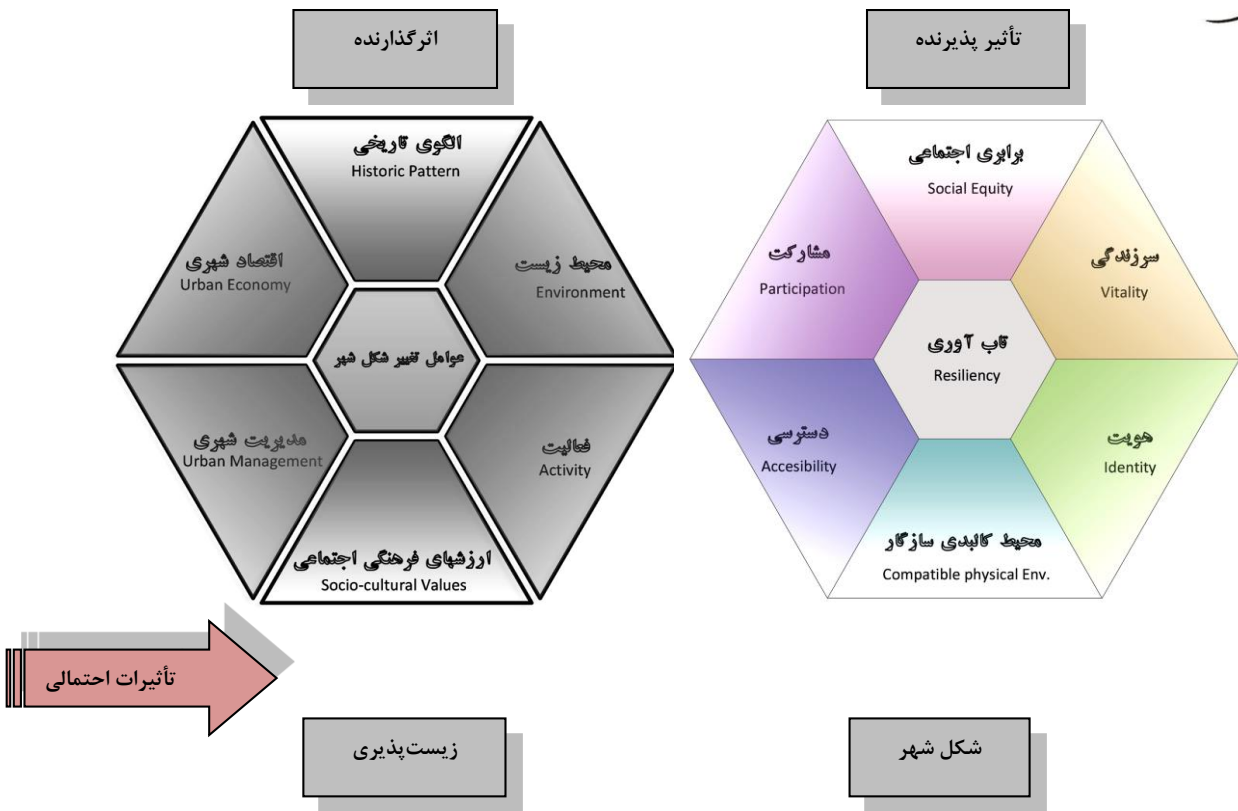 تأثیر پذیرنده
اثرگذارنده
برابری اجتماعی
Social Equity
سرزندگی
Vitality
هویت
Identity
محیط کالبدی سازگار
Compatible physical Env.
دسترسی
Accesibility
مشارکت
Participation
تاب آوری
Resiliency
الگوی تاریخی
Historic Pattern
محیط زیست
Environment
فعالیت
Activity
ارزشهای فرهنگی اجتماعی
Socio-cultural Values
مدیریت شهری
Urban Management
اقتصاد شهری
Urban Economy
عوامل تغییر شکل شهر
تأثیرات احتمالی
شکل شهر
زیست‌پذیری